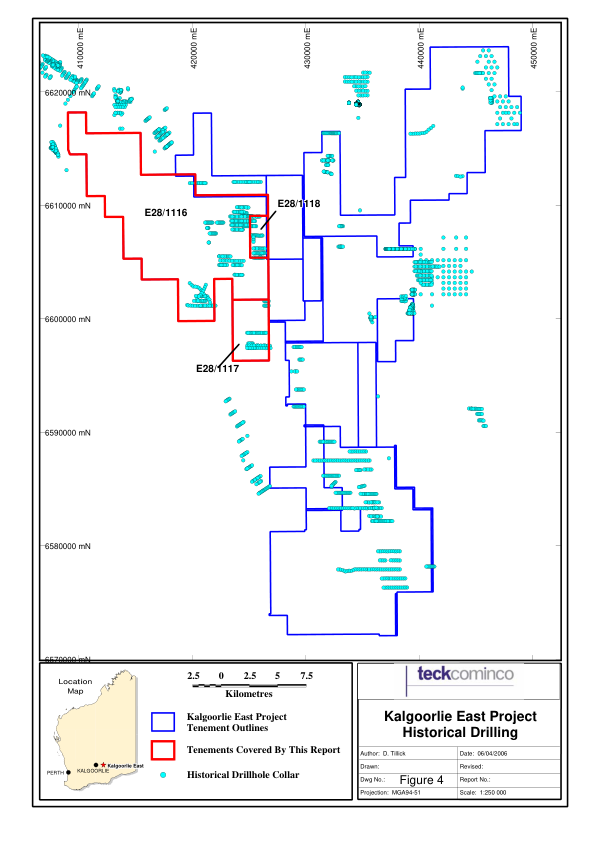 410000 mE
420000 mE
430000 mE
440000 mE
450000 mE
6620000 mN
6610000 mN
6600000 mN
6590000 mN
6580000 mN
6570000 mN
E28/1116
E28/1118
E28/1117
Location
Map
PERTH
KALGOORLIE
Kalgoorlie East
2.5 0 2.5 5 7.5
Kilometres
Kalgoorlie East Project
Tenement Outlines
Tenements Covered By This Report
Historical Drillhole Collar
teckcominco
Kalgoorlie East Project
Historical Drilling
Author: D. Tillick Date: 06/04/2006
Drawn: Revised:
Dwg No.: Figure 4 Report No.:
Projection: MGA94-51 Scale: 1:250 000